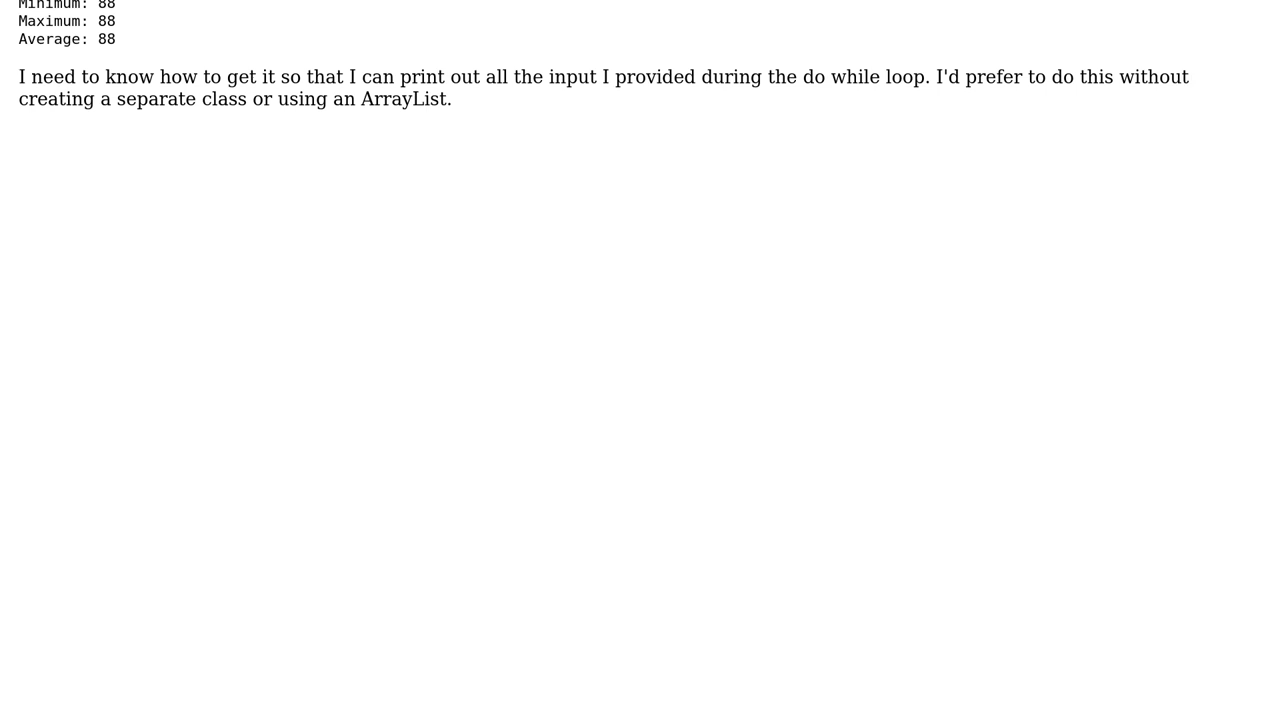 Minimum: 88
Maximum: 88
Average: 88
I need to know how to get it so that I can print out all the input I provided during the do while loop. I'd prefer to do this without
creating a separate class or using an ArrayList.